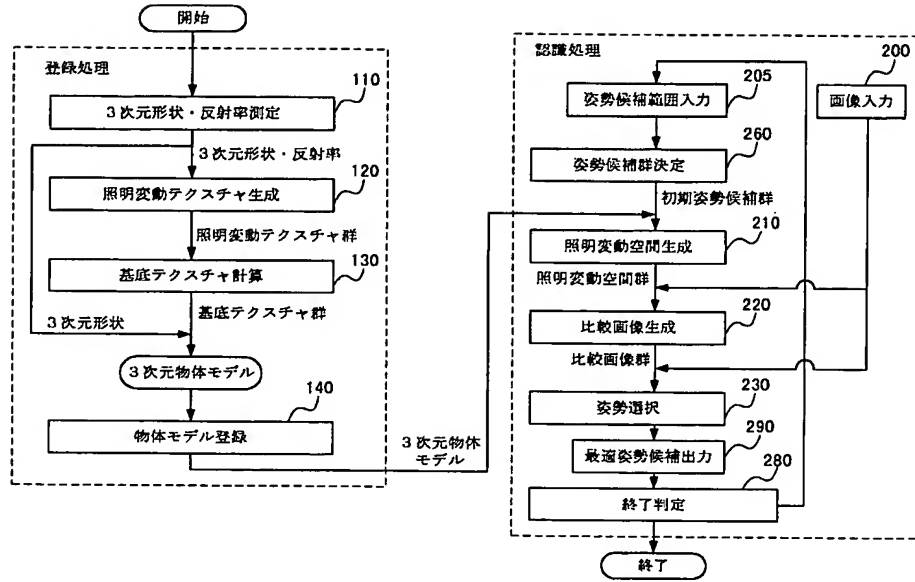 開始
登録処理
110
3次元形状・反射率測定
3次元形状・反射率
120
照明変動テクスチャ生成
照明変動テクスチャ群
130
基底テクスチャ計算
3次元形状
基底テクスチャ群
3次元物体モデル
140
物体モデル登録
3次元物体
モデル
認識処理
200
画像入力
205
姿勢候補範囲入力
260
姿勢候補群決定
初期姿勢候補群
210
照明変動空間生成
照明変動空間群
220
比較画像生成
比較画像群
230
姿勢選択
290
最適姿勢候補出力
280
終了判定
終了